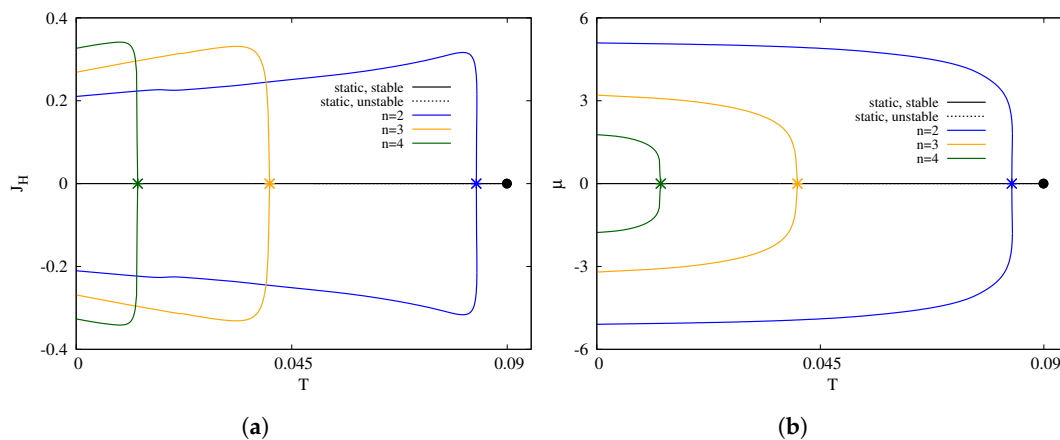 0.4
0.2
0
-0.2
-0.4
J_H
0
0.045
0.09
T
static, stable
static, unstable
n=2
n=3
n=4
(a)
6
3
0
-3
-6
μ
0
0.045
0.09
T
static, stable
static, unstable
n=2
n=3
n=4
(b)